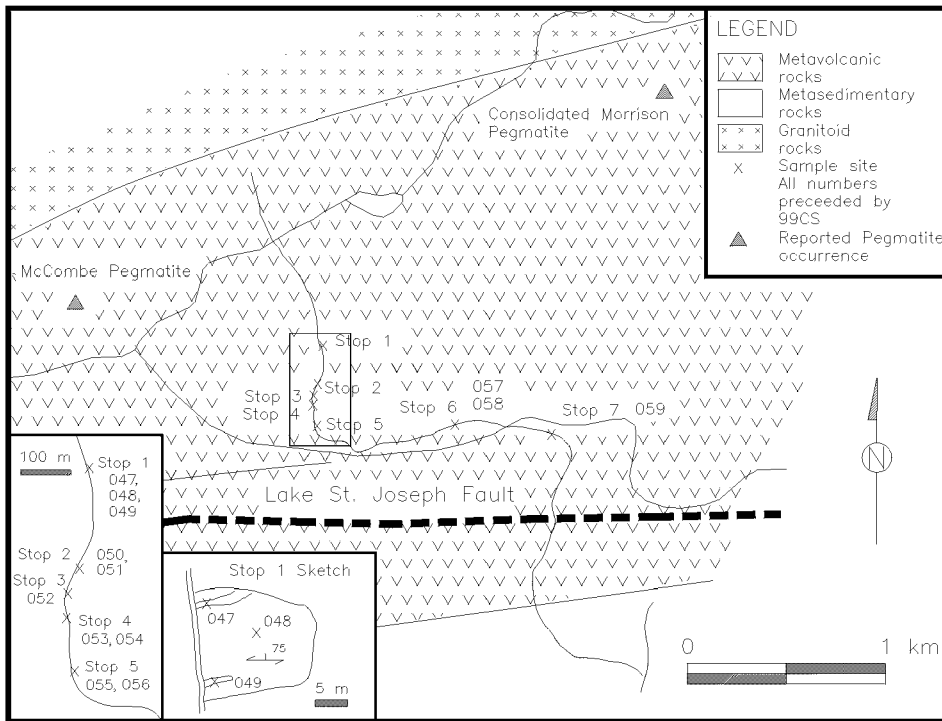 LEGEND
Metavolcanic
rocks
Metasedimentary
rocks
Granitoid
rocks
Sample site
All numbers
preceeded by
99CS
Reported Pegmatite
occurrence
Consolidated Morrison
Pegmatite
McCombe Pegmatite
Stop 1
Stop 2
Stop 3
Stop 4
Stop 5
Stop 6
057
058
Stop 7 059
Lake St. Joseph Fault
N
0 1 km
100 m
Stop 1
047,
048,
049
Stop 2 050,
051
Stop 3
052
Stop 4
053, 054
Stop 5
055, 056
Stop 1 Sketch
047
048
75
049
5 m